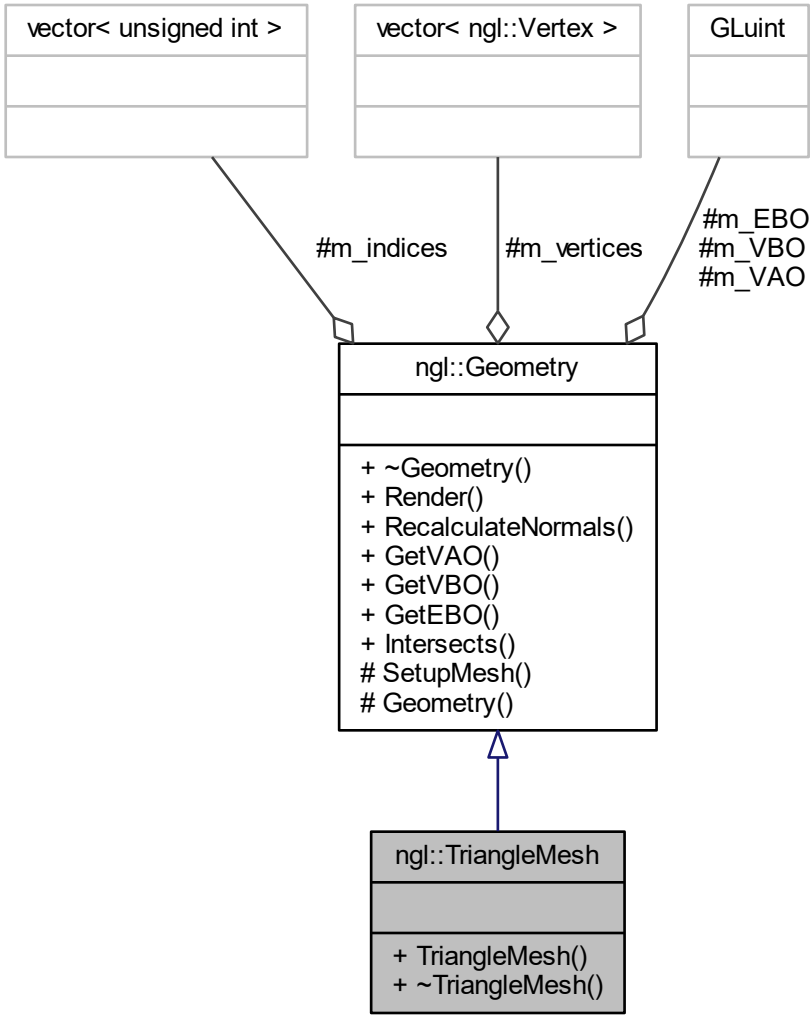 vector< unsigned int >
vector< ngl::Vertex >
GLuint
#m_indices
#m_vertices
#m_EBO
#m_VBO
#m_VAO
ngl::Geometry
+ ~Geometry()
+ Render()
+ RecalculateNormals()
+ GetVAO()
+ GetVBO()
+ GetEBO()
+ Intersects()
# SetupMesh()
# Geometry()
ngl::TriangleMesh
+ TriangleMesh()
+ ~TriangleMesh()